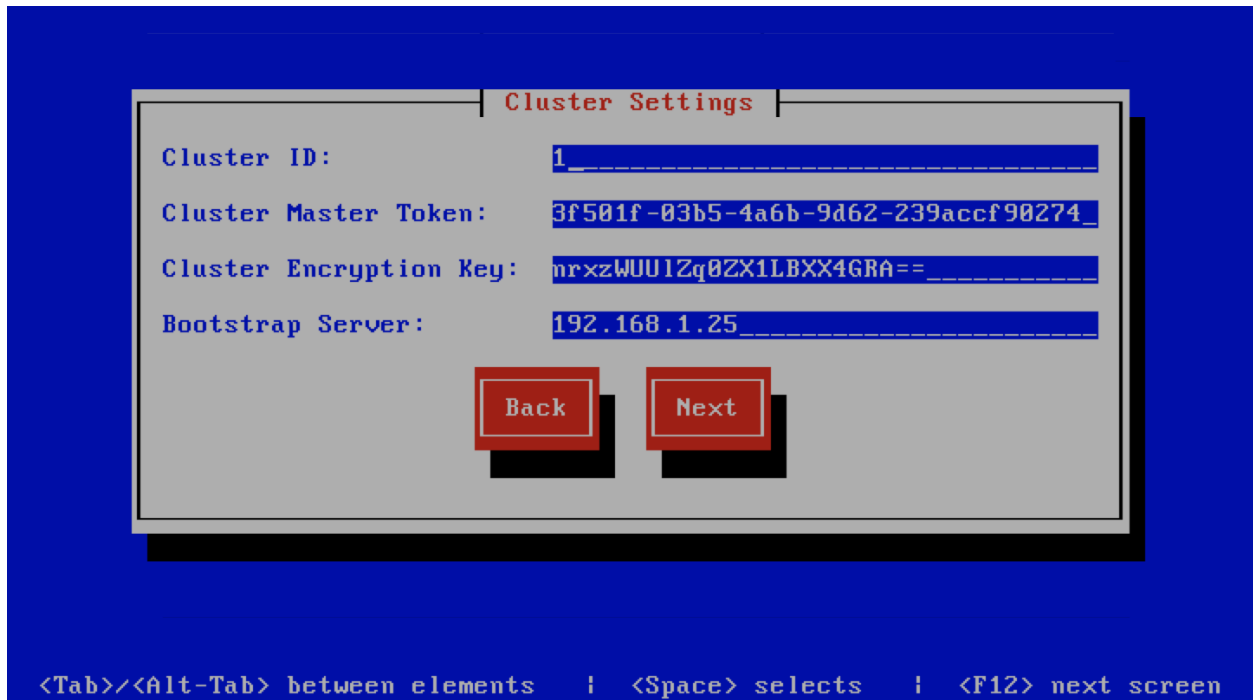 Cluster Settings
Cluster ID: 1
Cluster Master Token: 3f501f-03b5-4a6b-9d62-239accf90274
Cluster Encryption Key: nrxzWUUlZq0ZX1LBXX4GRA==
Bootstrap Server: 192.168.1.25
Back Next
<Tab>/<Alt-Tab> between elements | <Space> selects | <F12> next screen